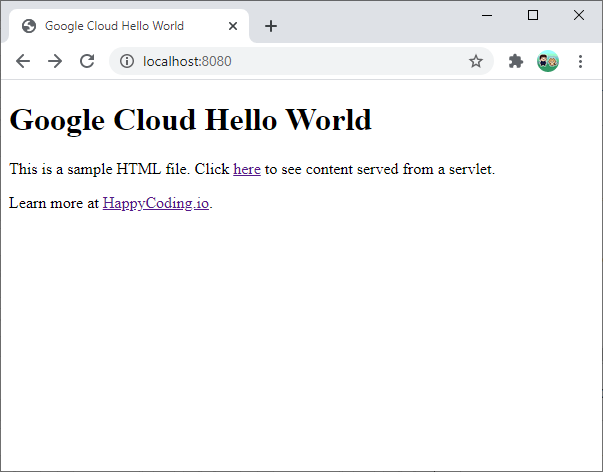 Google Cloud Hello World
localhost:8080
Google Cloud Hello World
This is a sample HTML file. Click here to see content served from a servlet.
Learn more at HappyCoding.io.